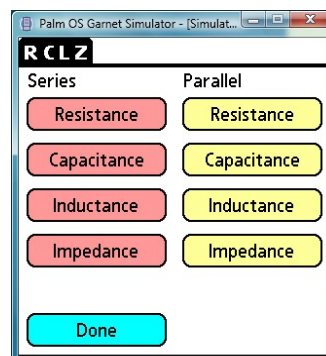 Palm OS Garnet Simulator - [Simulat...
RCLZ
Series Parallel
Resistance Resistance
Capacitance Capacitance
Inductance Inductance
Impedance Impedance
Done